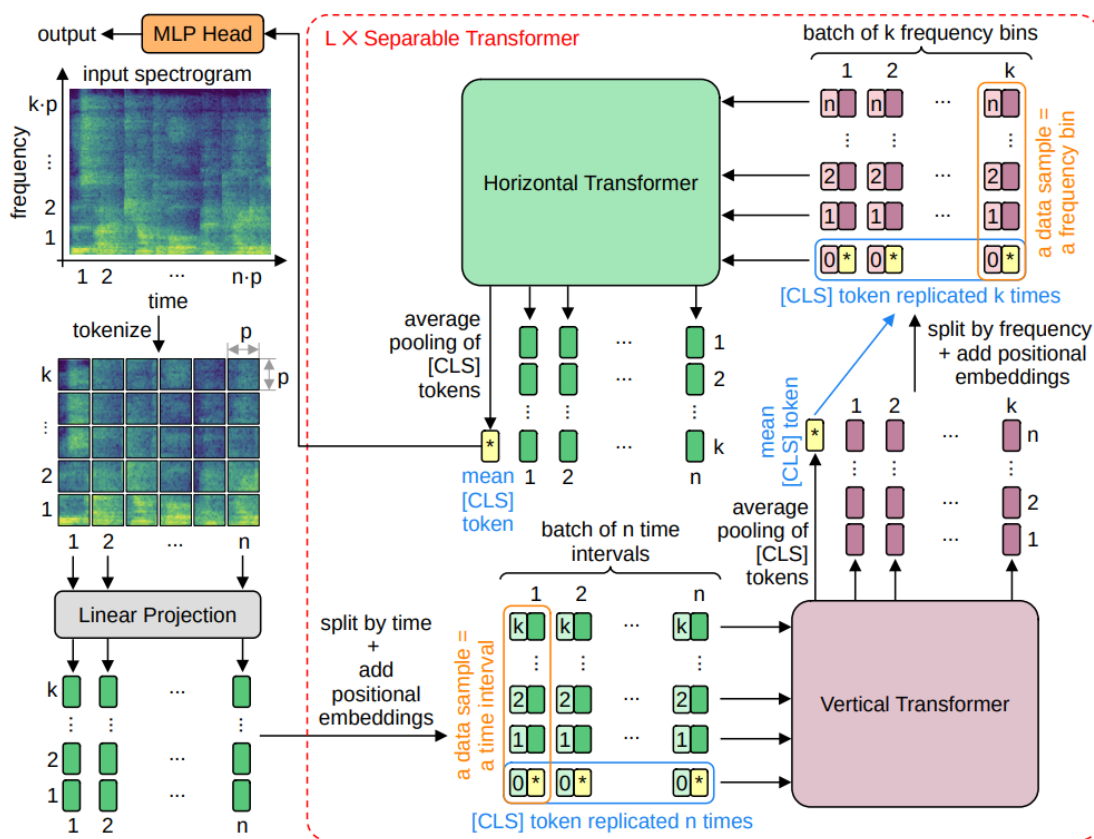 output
MLP Head
input spectrogram
k·p
⋮
2
1
frequency
1 2 ... n·p
time
tokenize
p
p
k
⋮
2
1
1 2 ... n
Linear Projection
k
⋮
2
1
... 
⋮ ⋮ ⋮
...
...
1 2 ... n
L × Separable Transformer
split by time
+
add
positional
embeddings
batch of n time
intervals
1 2 n
k k ... k
⋮ ⋮ ⋮
2 2 ... 2
1 1 ... 1
0 * 0 * 0 *
a data sample =
a time interval
[CLS] token replicated n times
Vertical Transformer
average
pooling of
[CLS]
tokens
mean
[CLS] token
*
1 2 k
... n
⋮ ⋮ ⋮
... 2
... 1
split by frequency
+ add positional
embeddings
batch of k frequency bins
1 2 k
n n ... n
⋮ ⋮ ⋮
2 2 ... 2
1 1 ... 1
0 * 0 * 0 *
a data sample =
a frequency bin
[CLS] token replicated k times
Horizontal Transformer
average
pooling of
[CLS]
tokens
*
mean
[CLS]
token
... 1
... 2
⋮ ⋮ ⋮
... k
1 2 n